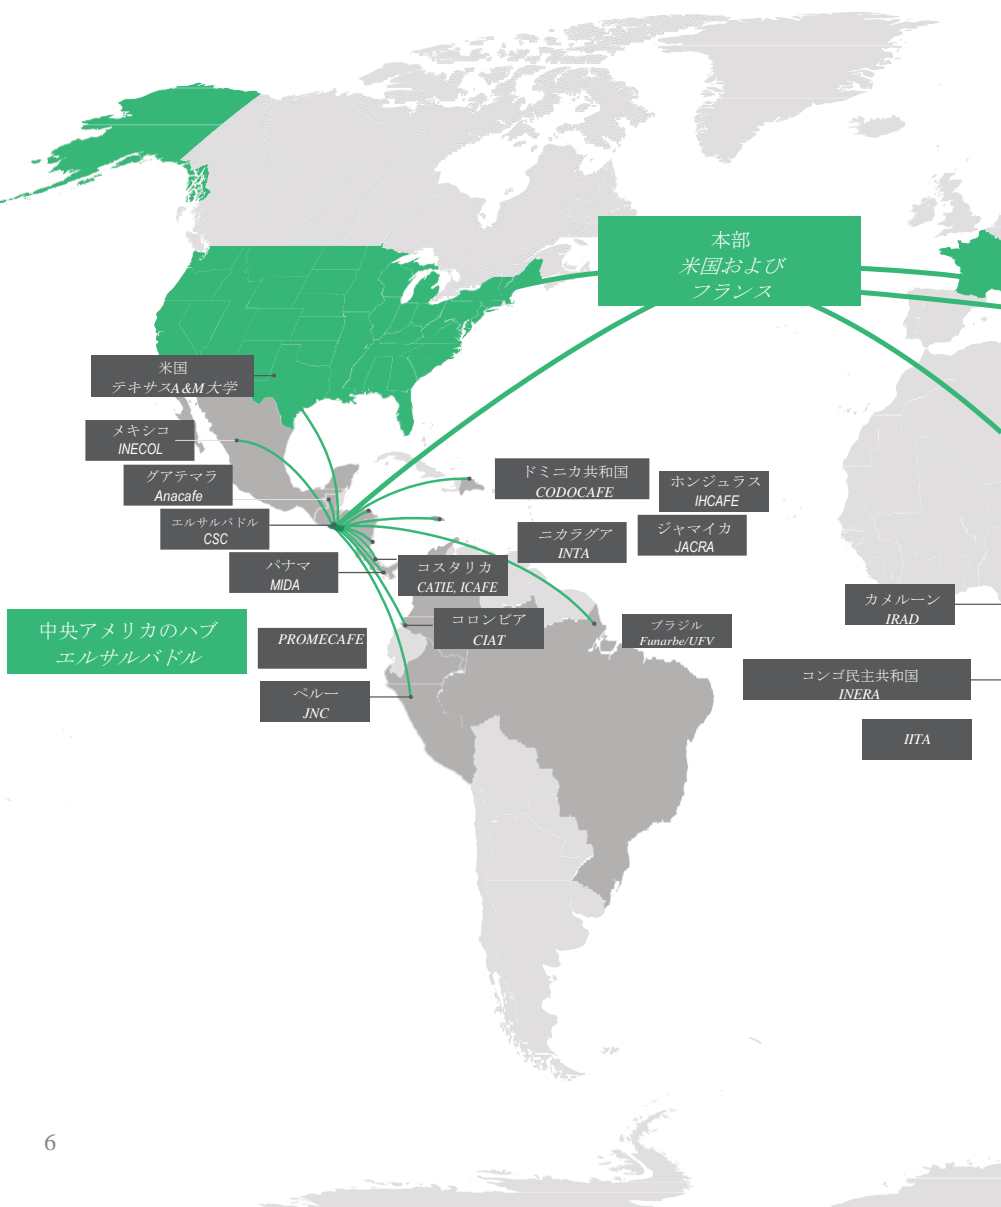 本部
米国および
フランス
米国
テキサスA&M大学
メキシコ
INECOL
グアテマラ
Anacafe
エルサルバドル
CSC
パナマ
MIDA
ドミニカ共和国
CODOCAFE
ホンジュラス
IHCAFE
ニカラグア
INTA
ジャマイカ
JACRA
コスタリカ
CATIE, ICAFE
コロンビア
CIAT
ブラジル
Funarbe/UFV
中央アメリカのハブ
エルサルバドル
PROMECAFE
ペルー
JNC
カメルーン
IRAD
コンゴ民主共和国
INERA
IITA
6